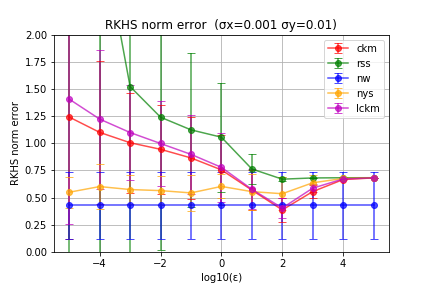 RKHS norm error (σx=0.001 σy=0.01)
2.00
1.75
1.50
1.25
1.00
0.75
0.50
0.25
0.00
RKHS norm error
ckm
rss
nw
nys
lckm
−4
−2
0
2
4
log10(ε)